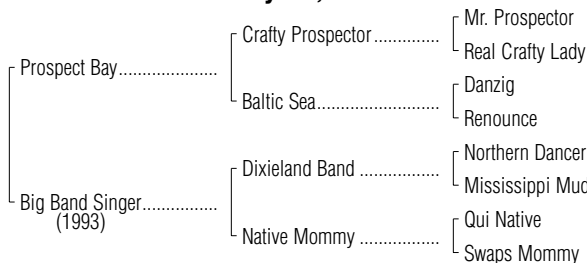 Mr. Prospector
Crafty Prospector...............
Real Crafty Lady
Prospect Bay......................
Danzig
Baltic Sea............................
Renounce
Northern Dancer
Dixieland Band ..................
Mississippi Mud
Big Band Singer.................
(1993)
Qui Native
Native Mommy ..................
Swaps Mommy